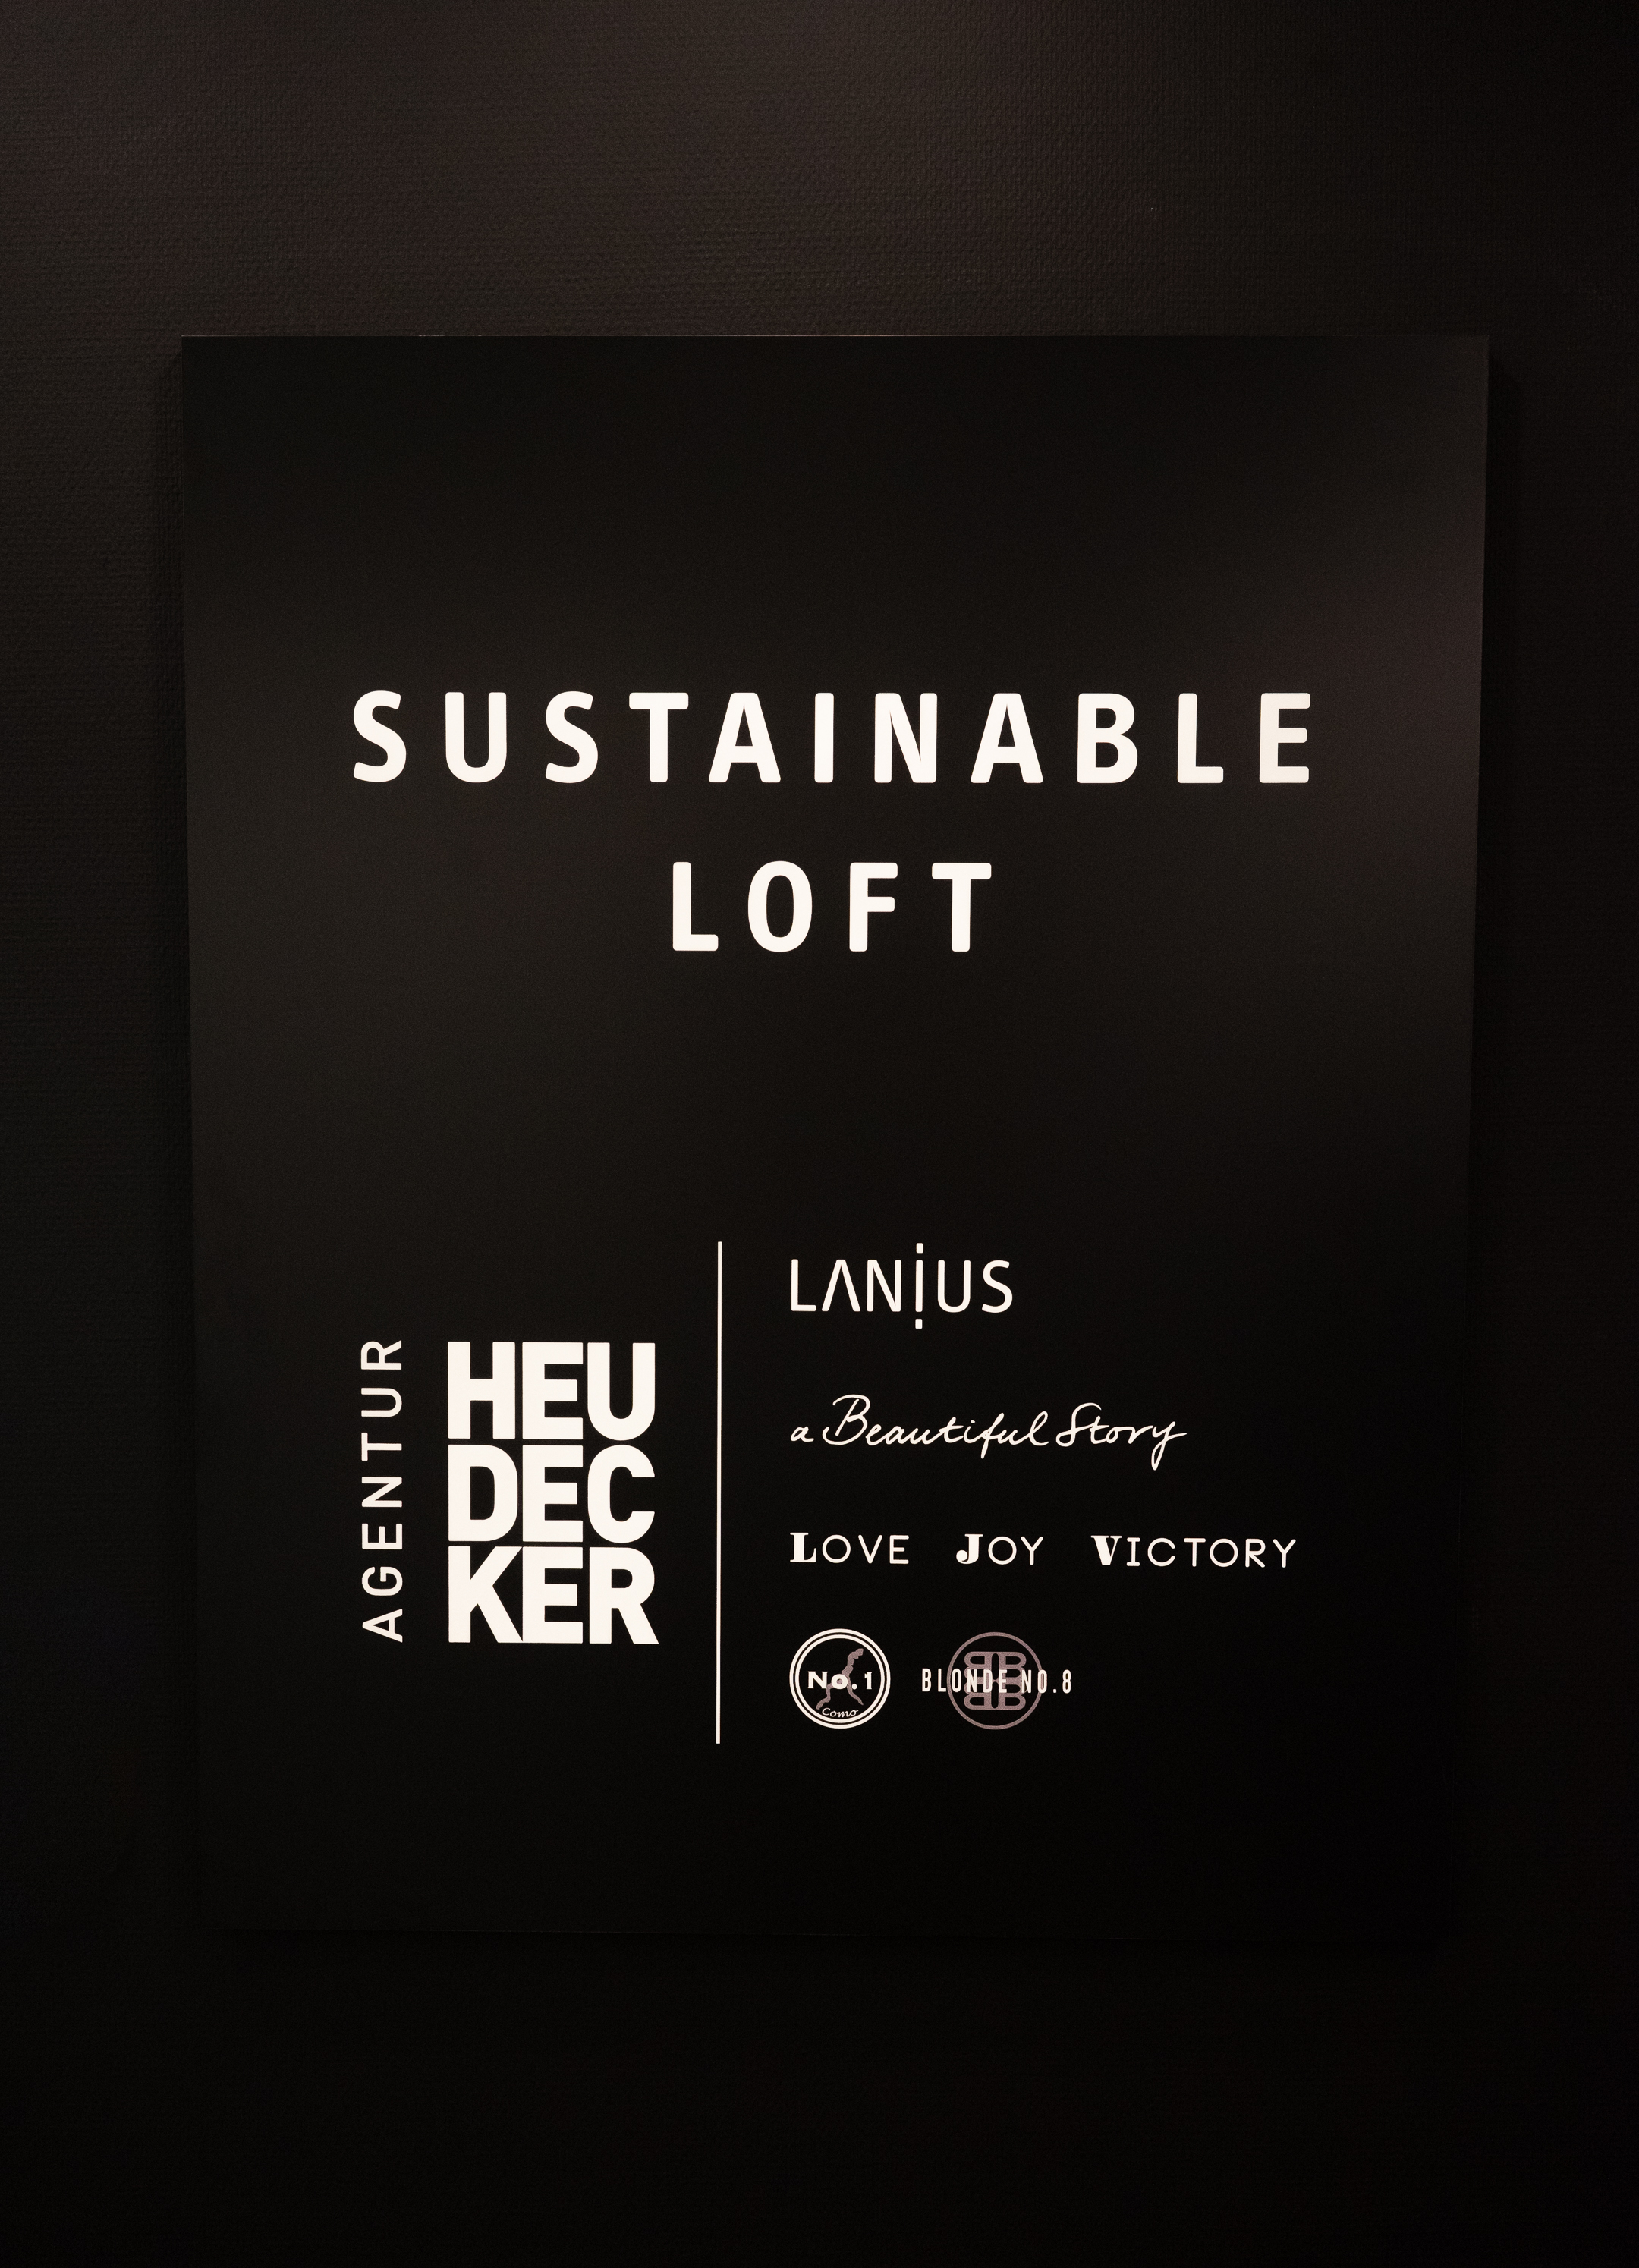 SUSTAINABLE
LOFT
AGENTUR
HEU
DEC
KER
LANiUS
a Beautiful Story
LOVE JOY VICTORY
No.1
Como
BLONDE NO.8